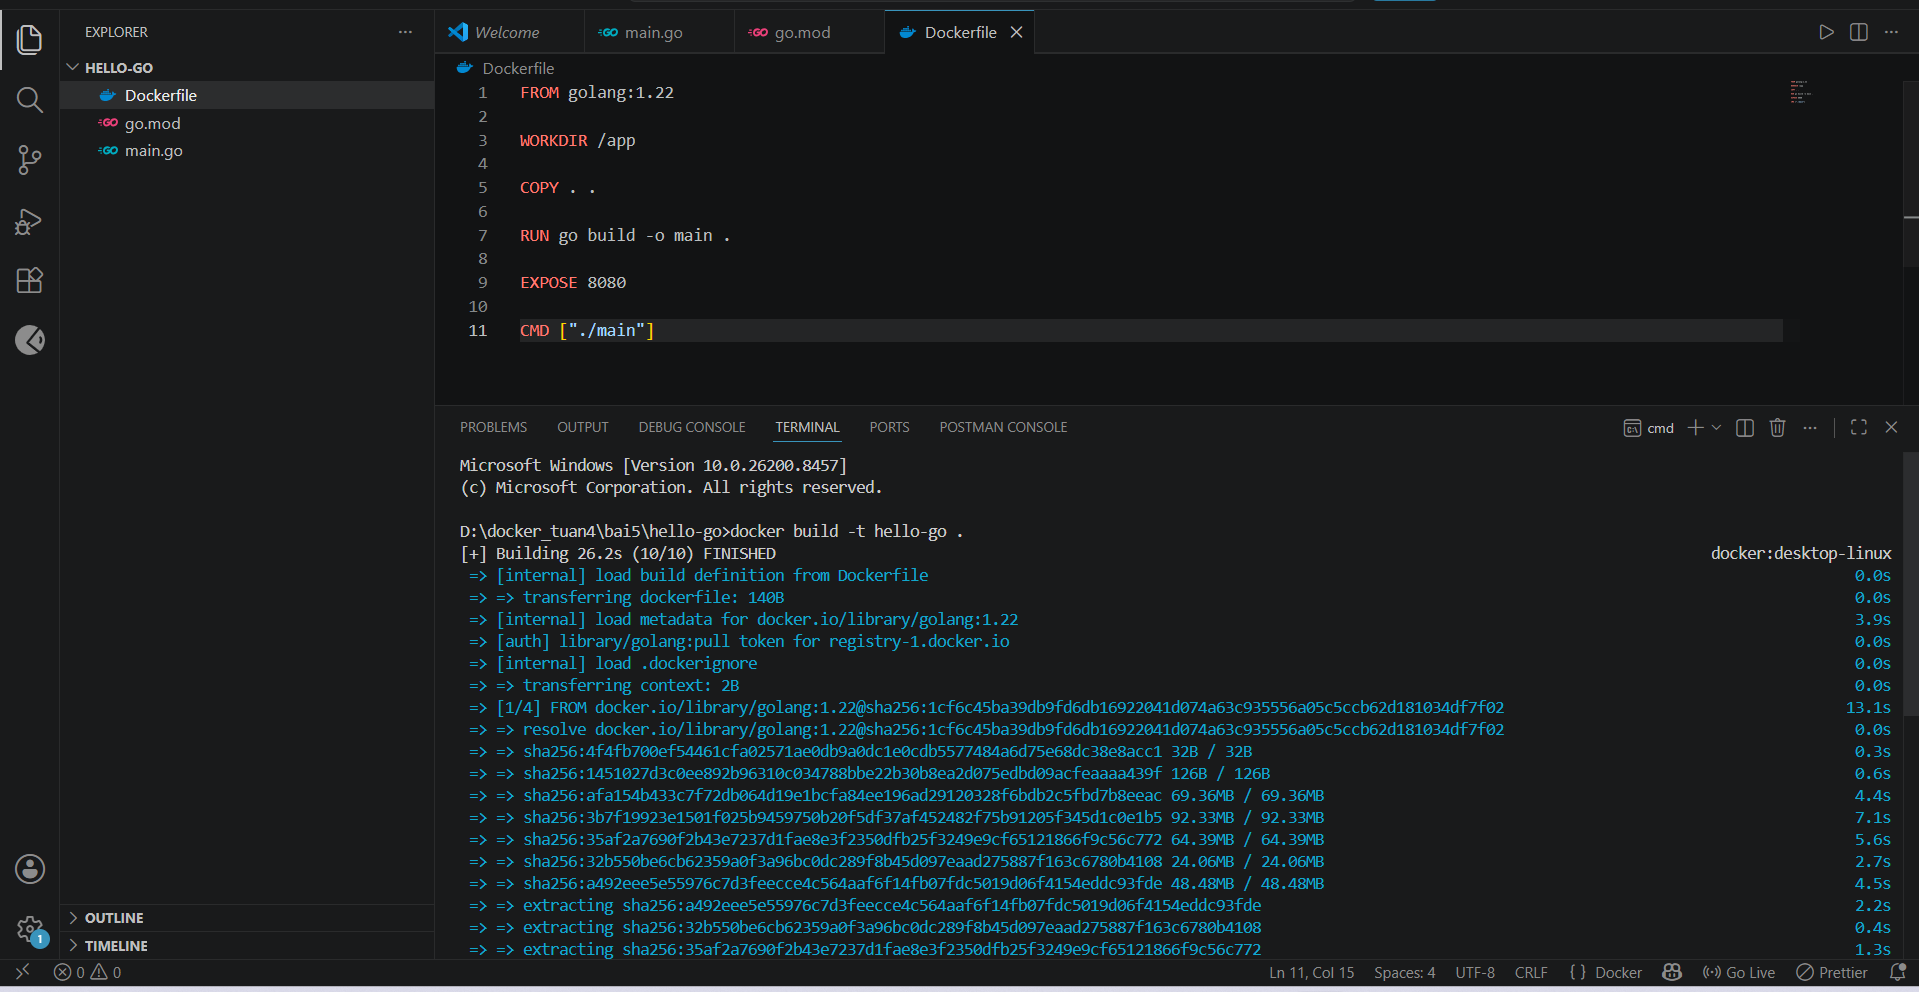 EXPLORER
HELLO-GO
Dockerfile
go.mod
main.go
OUTLINE
TIMELINE
Welcome
main.go
go.mod
Dockerfile
Dockerfile
1 FROM golang:1.22
2
3 WORKDIR /app
4
5 COPY . .
6
7 RUN go build -o main .
8
9 EXPOSE 8080
10
11 CMD ["./main"]
PROBLEMS OUTPUT DEBUG CONSOLE TERMINAL PORTS POSTMAN CONSOLE cmd
Microsoft Windows [Version 10.0.26200.8457]
(c) Microsoft Corporation. All rights reserved.
D:\docker_tuan4\bai5\hello-go>docker build -t hello-go .
[+] Building 26.2s (10/10) FINISHED docker:desktop-linux
=> [internal] load build definition from Dockerfile 0.0s
=> => transferring dockerfile: 140B 0.0s
=> [internal] load metadata for docker.io/library/golang:1.22 3.9s
=> [auth] library/golang:pull token for registry-1.docker.io 0.0s
=> [internal] load .dockerignore 0.0s
=> => transferring context: 2B 0.0s
=> [1/4] FROM docker.io/library/golang:1.22@sha256:1cf6c45ba39db9fd6db16922041d074a63c935556a05c5ccb62d181034df7f02 13.1s
=> => resolve docker.io/library/golang:1.22@sha256:1cf6c45ba39db9fd6db16922041d074a63c935556a05c5ccb62d181034df7f02 0.0s
=> => sha256:4f4fb700ef54461cfa02571ae0db9a0dc1e0cdb5577484a6d75e68dc38e8acc1 32B / 32B 0.3s
=> => sha256:1451027d3c0ee892b96310c034788bbe22b30b8ea2d075edbd09acfeaaaa439f 126B / 126B 0.6s
=> => sha256:afa154b433c7f72db064d19e1bcfa84ee196ad29120328f6bdb2c5fbd7b8eeac 69.36MB / 69.36MB 4.4s
=> => sha256:3b7f19923e1501f025b9459750b20f5df37af452482f75b91205f345d1c0e1b5 92.33MB / 92.33MB 7.1s
=> => sha256:35af2a7690f2b43e7237d1fae8e3f2350dfb25f3249e9cf65121866f9c56c772 64.39MB / 64.39MB 5.6s
=> => sha256:32b550be6cb62359a0f3a96bc0dc289f8b45d097eaad275887f163c6780b4108 24.06MB / 24.06MB 2.7s
=> => sha256:a492eee5e55976c7d3feecce4c564aaf6f14fb07fdc5019d06f4154eddc93fde 48.48MB / 48.48MB 4.5s
=> => extracting sha256:a492eee5e55976c7d3feecce4c564aaf6f14fb07fdc5019d06f4154eddc93fde 2.2s
=> => extracting sha256:32b550be6cb62359a0f3a96bc0dc289f8b45d097eaad275887f163c6780b4108 0.4s
=> => extracting sha256:35af2a7690f2b43e7237d1fae8e3f2350dfb25f3249e9cf65121866f9c56c772 1.3s
1
0 0 Ln 11, Col 15 Spaces: 4 UTF-8 CRLF { } Docker Go Live Prettier